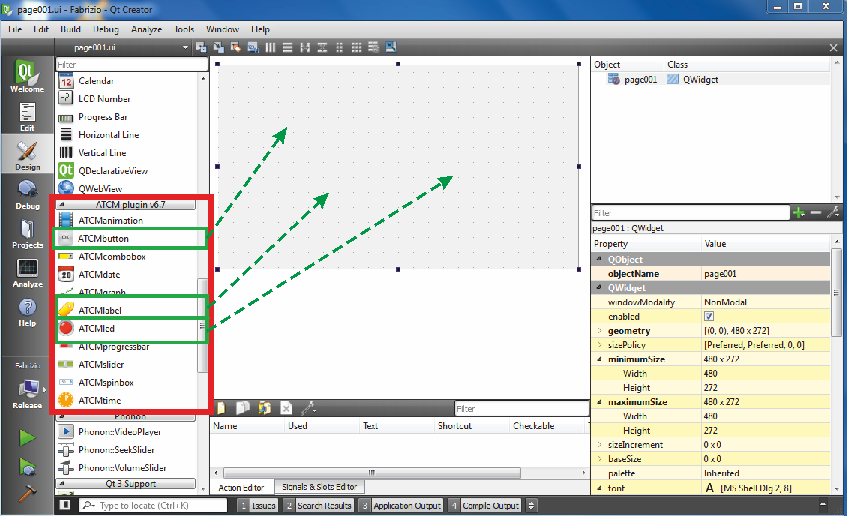 page001.ui - Fabrizio - Qt Creator
File Edit Build Debug Analyze Tools Window Help
page001.ui
Qt
Welcome
Edit
Design
Debug
Projects
Analyze
Help
Fabrizio
Release
Filter
12 Calendar
LCD Number
Progress Bar
Horizontal Line
Vertical Line
Qt QDeclarativeView
QWebView
ATCM plugin v6.7
ATCManimation
OK ATCMbutton
ATCMcombobox
20 ATCMdate
ATCMgraph
ATCMlabel
ATCMled
ATCMprogressbar
ATCMslider
ATCMspinbox
ATCMtime
Phonon
Phonon::VideoPlayer
Phonon::SeekSlider
Phonon::VolumeSlider
Qt 3 Support
Filter
Name Used Text Shortcut Checkable
Action Editor Signals & Slots Editor
Object Class
page001 QWidget
Filter
page001 : QWidget
Property Value
QObject
objectName page001
QWidget
windowModality NonModal
enabled
geometry [(0, 0), 480 x 272]
sizePolicy [Preferred, Preferred, 0, 0]
minimumSize 480 x 272
Width 480
Height 272
maximumSize 480 x 272
Width 480
Height 272
sizeIncrement 0 x 0
baseSize 0 x 0
palette Inherited
font A [MS Shell Dlg 2, 8]
Type to locate (Ctrl+K) 1 Issues 2 Search Results 3 Application Output 4 Compile Output